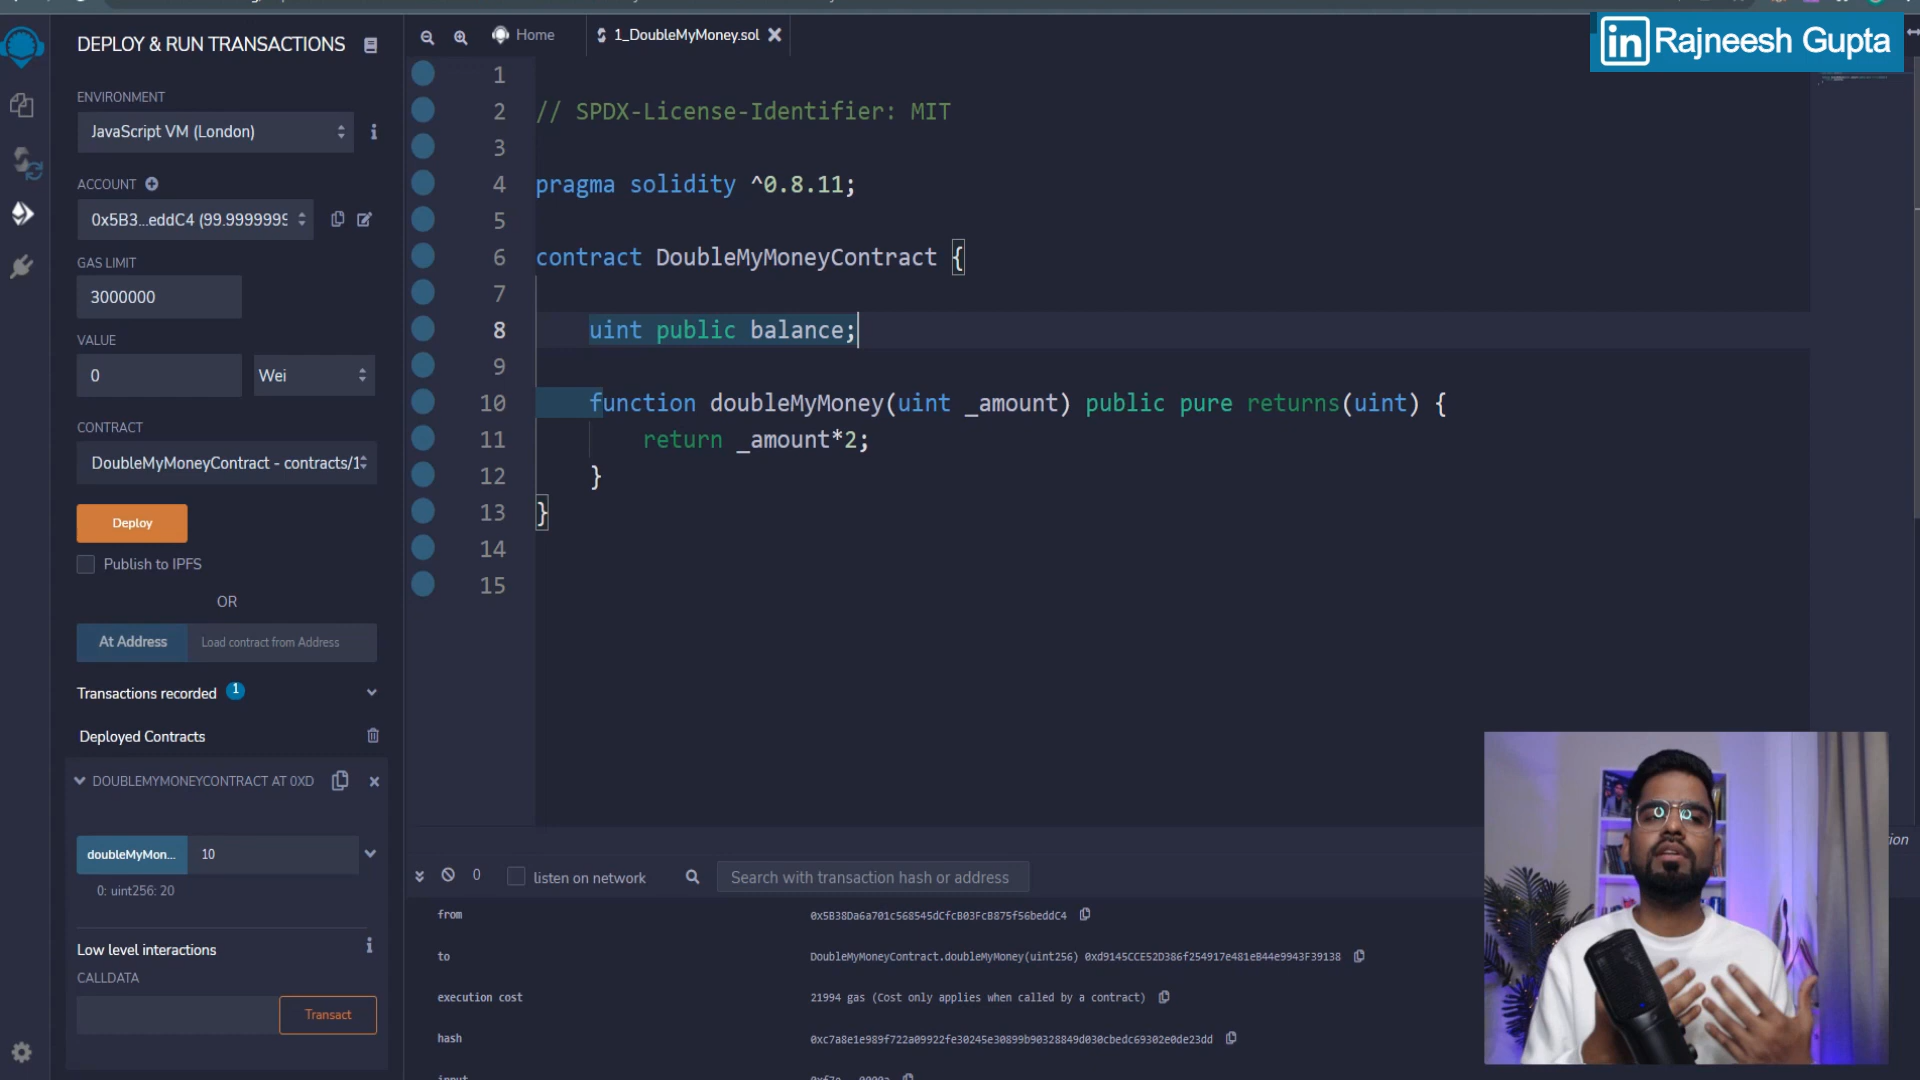 DEPLOY & RUN TRANSACTIONS
ENVIRONMENT
JavaScript VM (London)
ACCOUNT
0x5B3...eddC4 (99.9999999
GAS LIMIT
3000000
VALUE
0
Wei
CONTRACT
DoubleMyMoneyContract - contracts/1
Deploy
Publish to IPFS
OR
At Address
Load contract from Address
Transactions recorded 1
Deployed Contracts
DOUBLEMYMONEYCONTRACT AT 0XD
doubleMyMon... 10
0: uint256: 20
Low level interactions
CALLDATA
Transact
Home
1_DoubleMyMoney.sol
in Rajneesh Gupta
1
2 // SPDX-License-Identifier: MIT
3
4 pragma solidity ^0.8.11;
5
6 contract DoubleMyMoneyContract {
7
8 uint public balance;
9
10 function doubleMyMoney(uint _amount) public pure returns(uint) {
11 return _amount*2;
12 }
13 }
14
15
0
listen on network
Search with transaction hash or address
from 0x5B38Da6a701c568545dCfcB03FcB875f56beddC4
to DoubleMyMoneyContract.doubleMyMoney(uint256) 0xd9145CCE52D386f254917e481eB44e9943F39138
execution cost 21994 gas (Cost only applies when called by a contract)
hash 0xc7a8e1e989f722a09922fe30245e30899b90328849d030cbedc69302e0de23dd